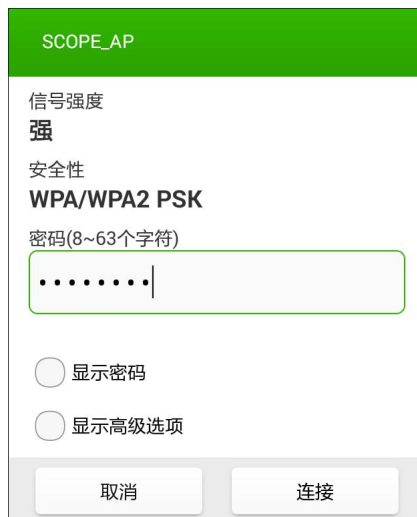 SCOPE_AP
信号强度
强
安全性
WPA/WPA2 PSK
密码(8~63个字符)
••••••••
显示密码
显示高级选项
取消
连接